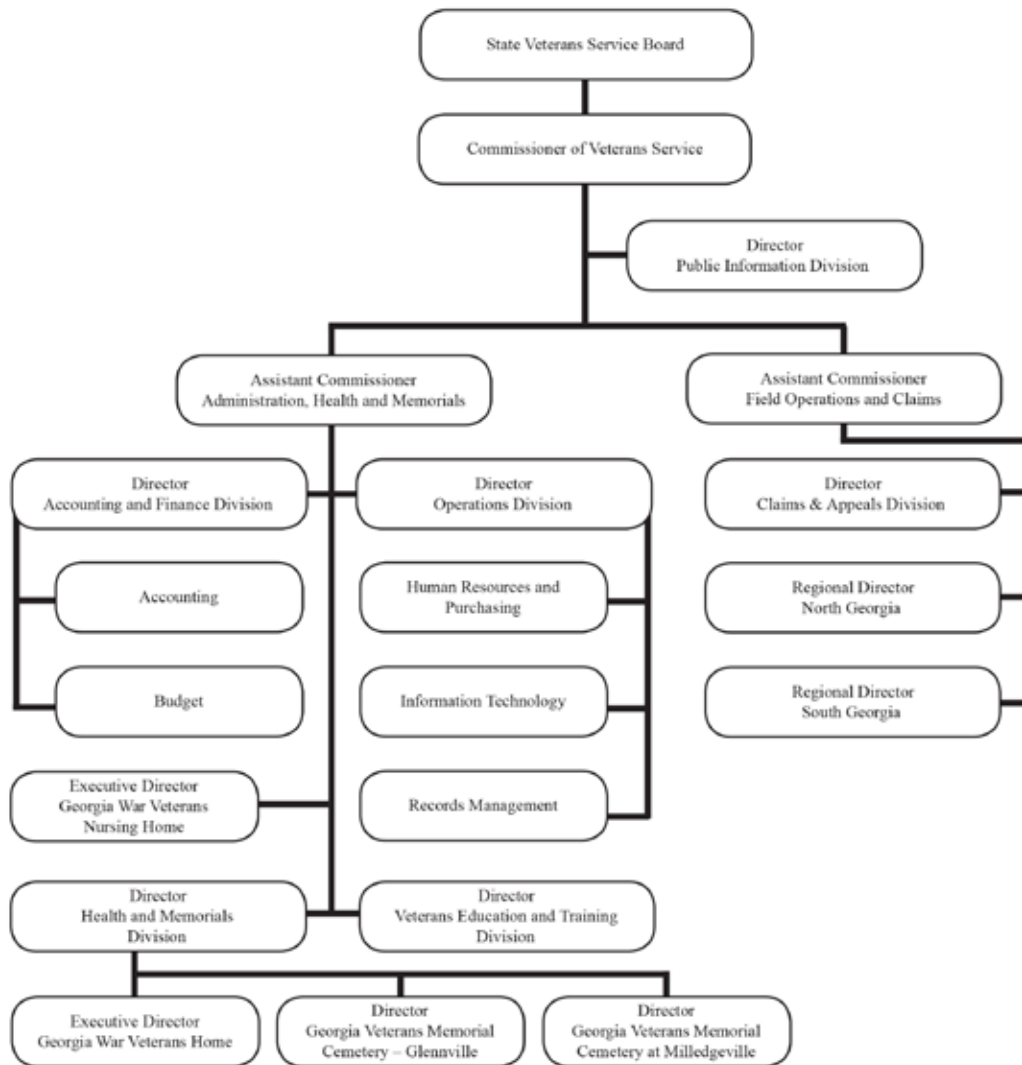 State Veterans Service Board
Commissioner of Veterans Service
Director
Public Information Division
Assistant Commissioner
Administration, Health and Memorials
Assistant Commissioner
Field Operations and Claims
Director
Accounting and Finance Division
Director
Operations Division
Director
Claims & Appeals Division
Accounting
Human Resources and
Purchasing
Regional Director
North Georgia
Budget
Information Technology
Regional Director
South Georgia
Executive Director
Georgia War Veterans
Nursing Home
Records Management
Director
Health and Memorials
Division
Director
Veterans Education and Training
Division
Executive Director
Georgia War Veterans Home
Director
Georgia Veterans Memorial
Cemetery – Glennville
Director
Georgia Veterans Memorial
Cemetery at Milledgeville